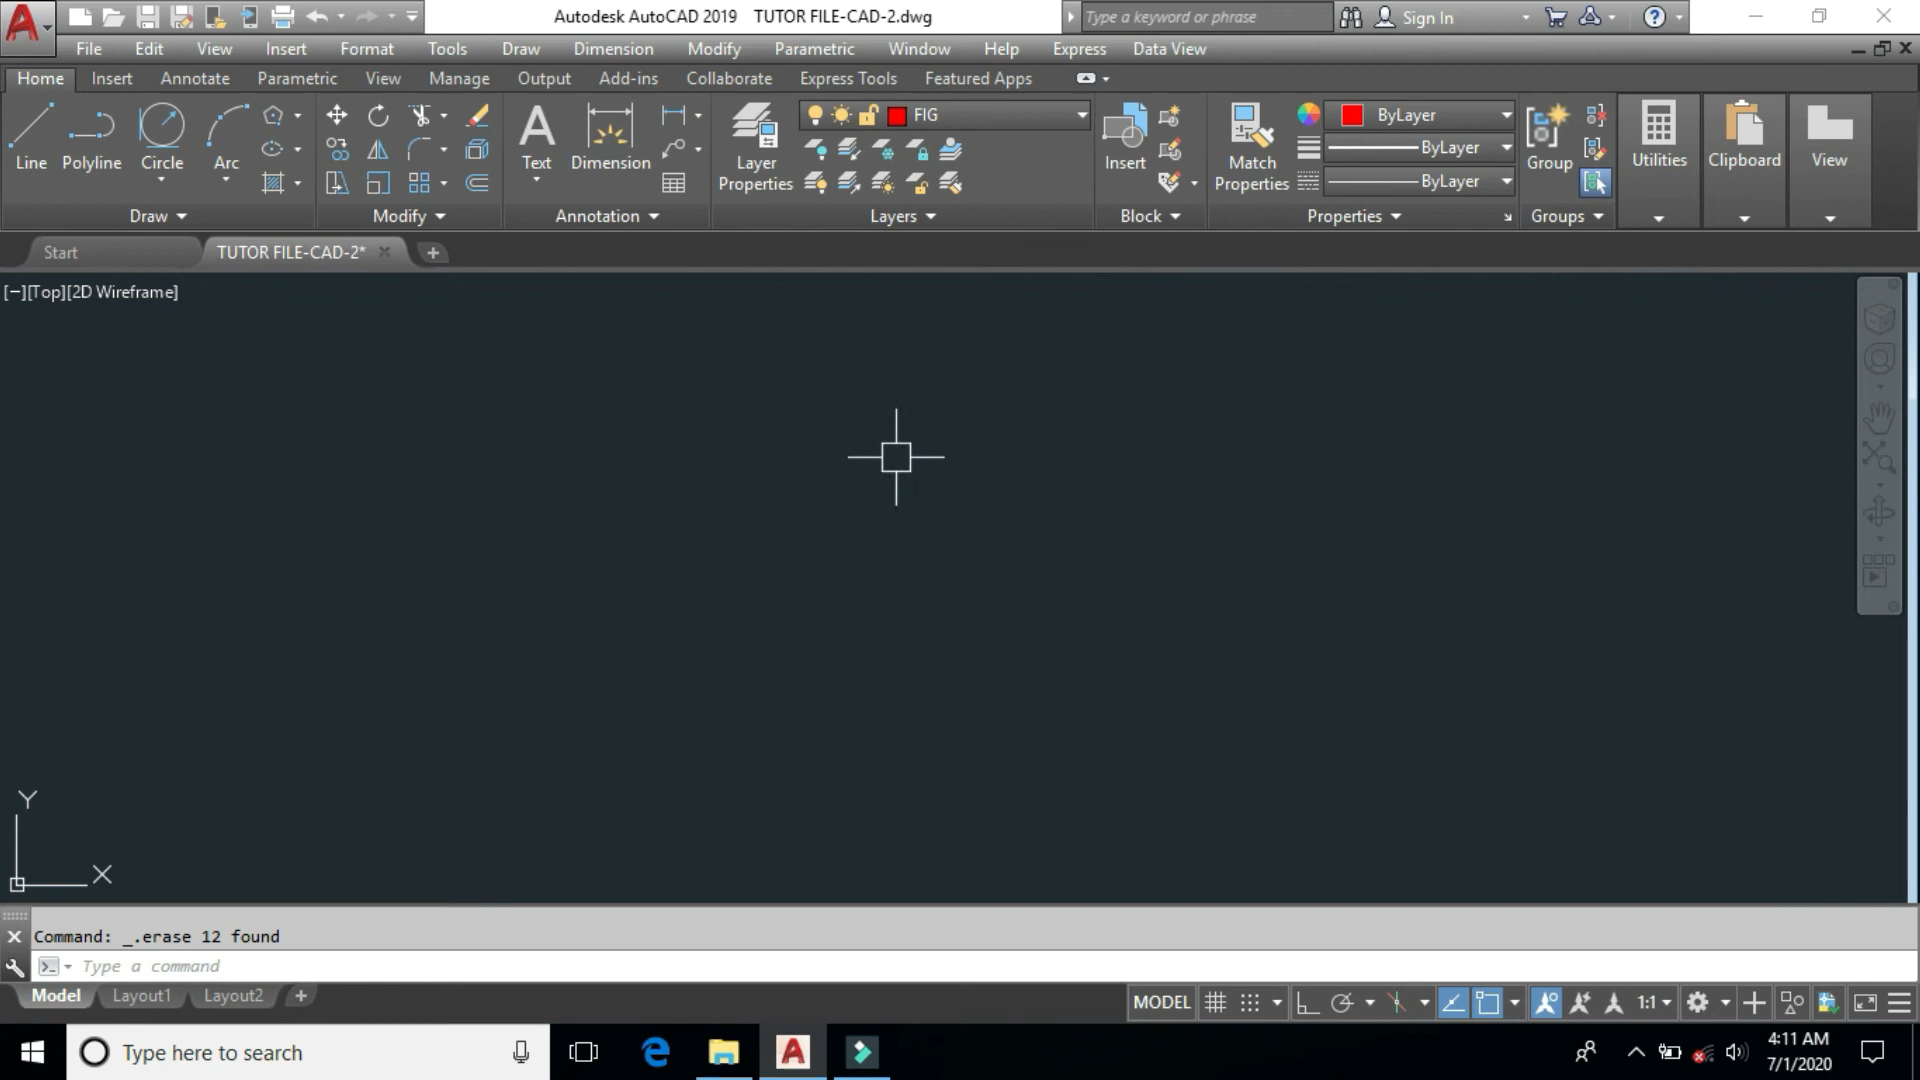 Autodesk AutoCAD 2019 TUTOR FILE-CAD-2.dwg
Type a keyword or phrase
Sign In
File Edit View Insert Format Tools Draw Dimension Modify Parametric Window Help Express Data View
Home Insert Annotate Parametric View Manage Output Add-ins Collaborate Express Tools Featured Apps
Line Polyline Circle Arc
Text Dimension
Layer Properties
FIG
Insert
Match Properties
ByLayer
ByLayer
ByLayer
Group
Utilities Clipboard View
Draw Modify Annotation Layers Block Properties Groups
Start TUTOR FILE-CAD-2*
[−][Top][2D Wireframe]
Y
X
Command: _.erase 12 found
Type a command
Model Layout1 Layout2
MODEL 1:1
Type here to search
4:11 AM
7/1/2020